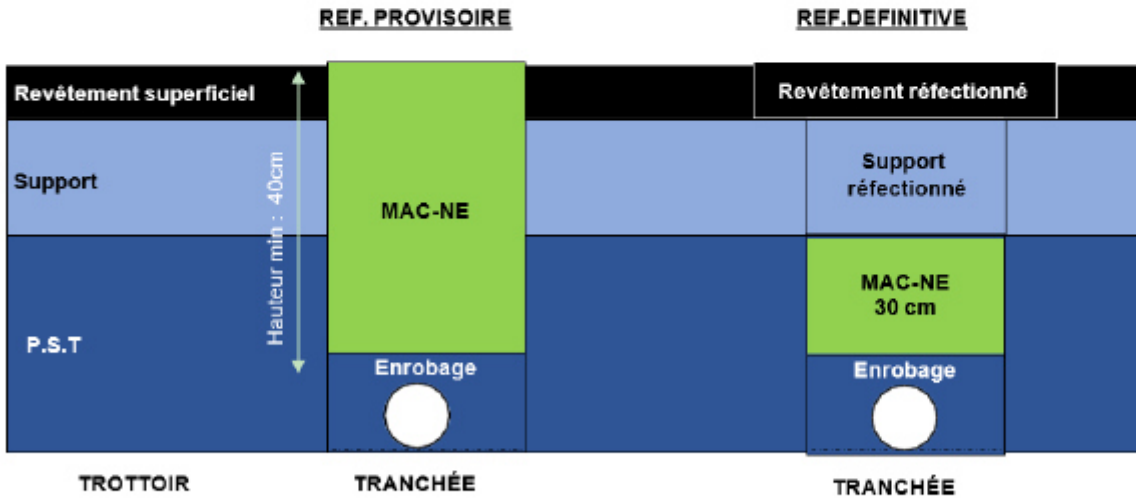 REF. PROVISOIRE
REF.DEFINITIVE
Revêtement superficiel
Revêtement réfectionné
Support
Support
réfectionné
Hauteur min : 40cm
MAC-NE
MAC-NE
30 cm
P.S.T
Enrobage
Enrobage
TROTTOIR
TRANCHÉE
TRANCHÉE